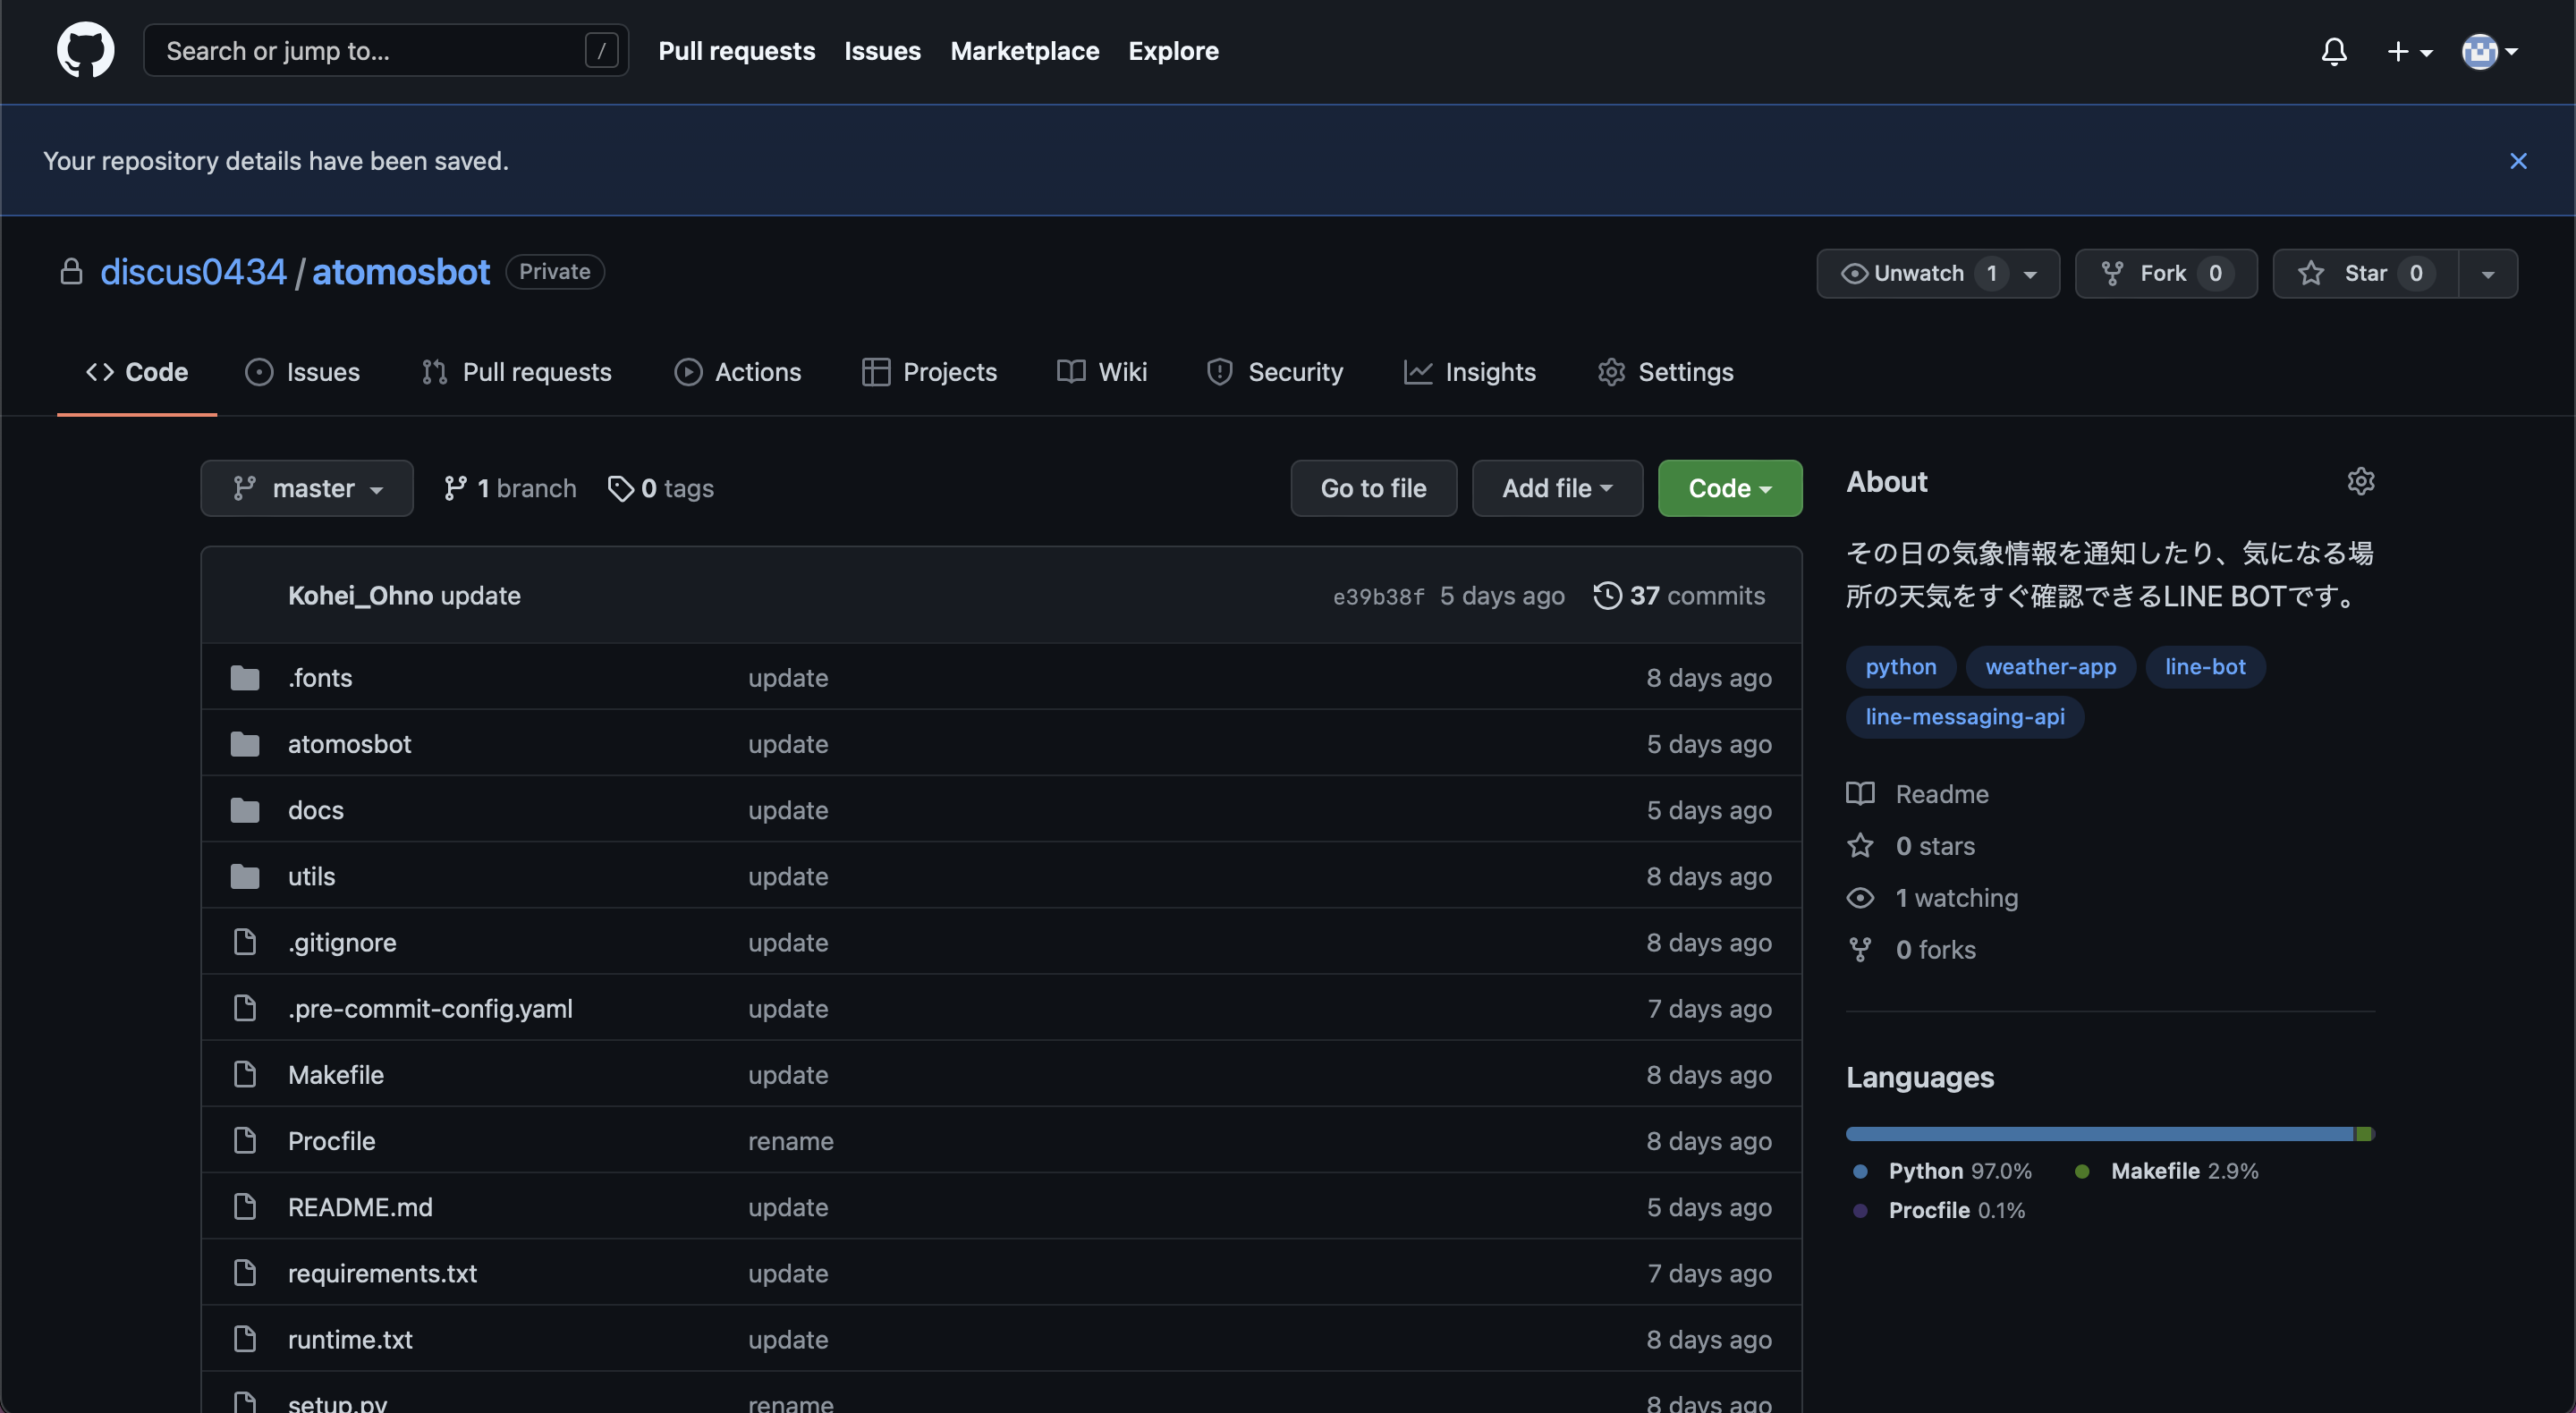 Search or jump to... /
Pull requests Issues Marketplace Explore
Your repository details have been saved.
discus0434 / atomosbot Private
Unwatch 1 Fork 0 Star 0
Code Issues Pull requests Actions Projects Wiki Security Insights Settings
master 1 branch 0 tags Go to file Add file Code
Kohei_Ohno update e39b38f 5 days ago 37 commits
.fonts update 8 days ago
atomosbot update 5 days ago
docs update 5 days ago
utils update 8 days ago
.gitignore update 8 days ago
.pre-commit-config.yaml update 7 days ago
Makefile update 8 days ago
Procfile rename 8 days ago
README.md update 5 days ago
requirements.txt update 7 days ago
runtime.txt update 8 days ago
setup.py rename 8 days ago
About
その日の気象情報を通知したり、気になる場
所の天気をすぐ確認できるLINE BOTです。
python weather-app line-bot
line-messaging-api
Readme
0 stars
1 watching
0 forks
Languages
Python 97.0% Makefile 2.9%
Procfile 0.1%